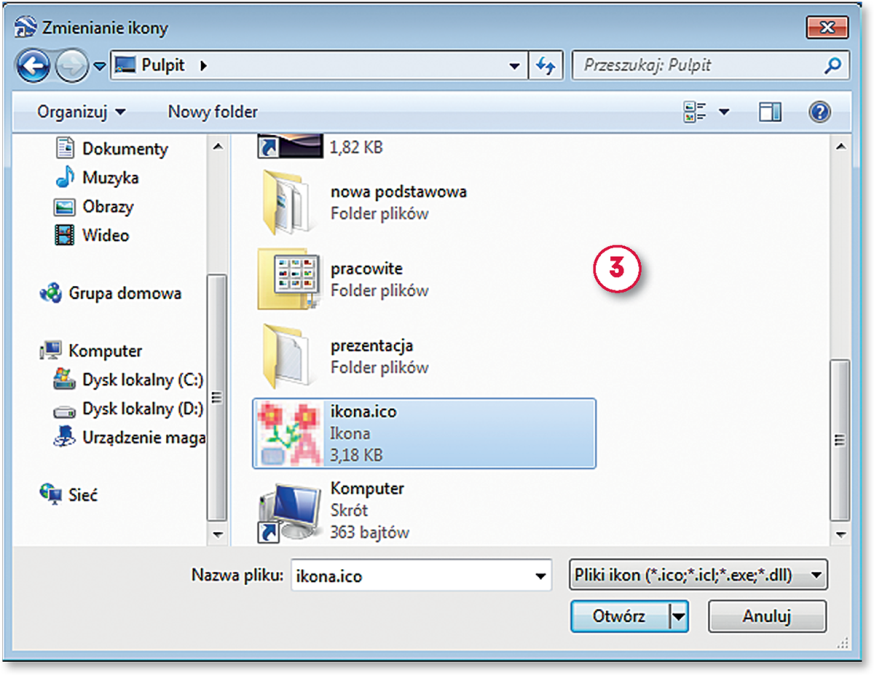 Zmienianie ikony
Pulpit
Przeszukaj: Pulpit
Organizuj
Nowy folder
Dokumenty
Muzyka
Obrazy
Wideo
Grupa domowa
Komputer
Dysk lokalny (C:)
Dysk lokalny (D:)
Urządzenie maga
Sieć
1,82 KB
nowa podstawowa
Folder plików
pracowite
Folder plików
prezentacja
Folder plików
ikona.ico
Ikona
3,18 KB
Komputer
Skrót
363 bajtów
3
Nazwa pliku: ikona.ico
Pliki ikon (*.ico;*.icl;*.exe;*.dll)
Otwórz
Anuluj